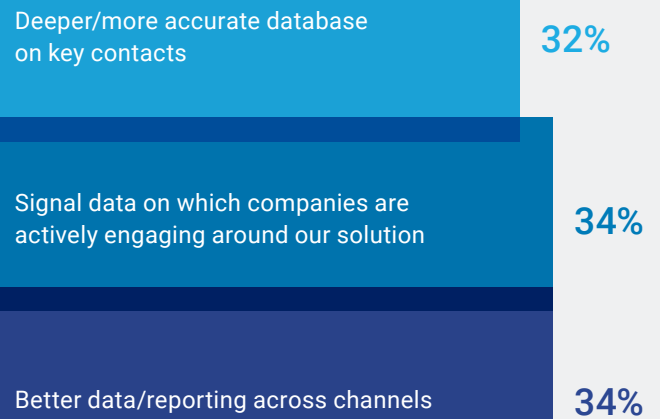 Deeper/more accurate database
on key contacts
32%
Signal data on which companies are
actively engaging around our solution
34%
Better data/reporting across channels
34%